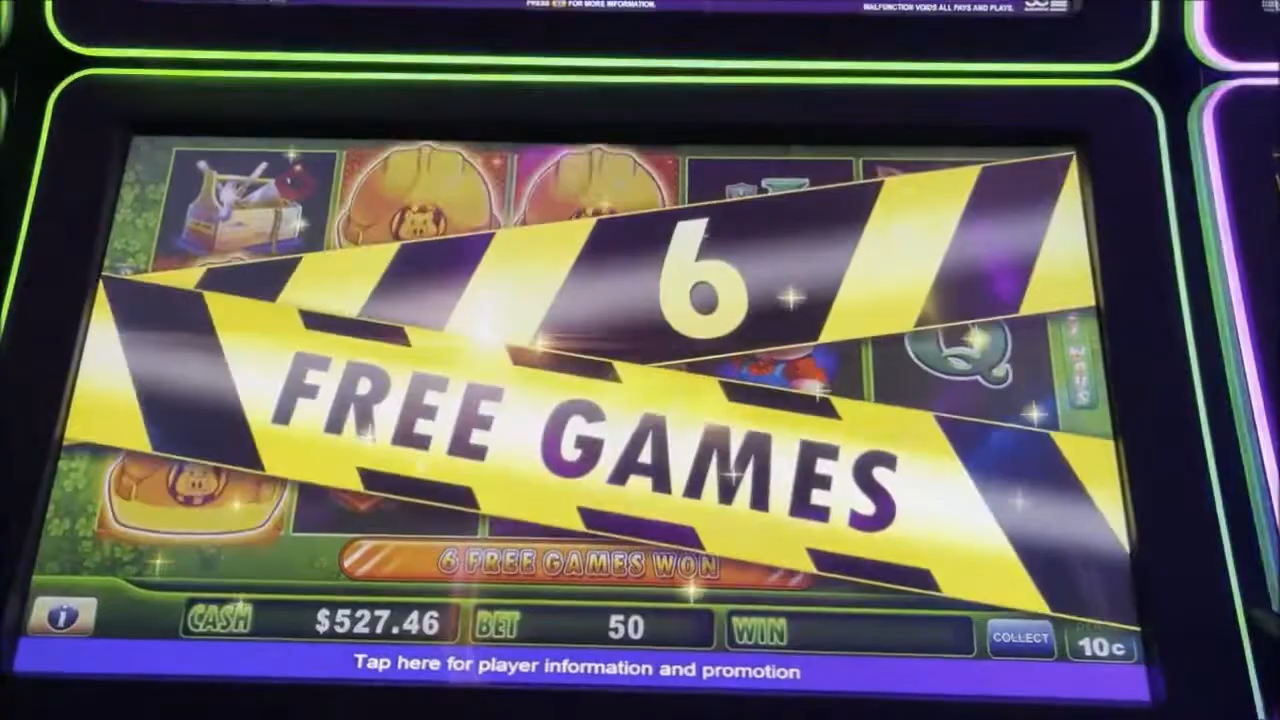 PRESS FOR MORE INFORMATION.
MALFUNCTION VOIDS ALL PAYS AND PLAYS.
6
Q
FREE GAMES
6 FREE GAMES WON
CASH $527.46 BET 50 WIN COLLECT 10¢
Tap here for player information and promotion